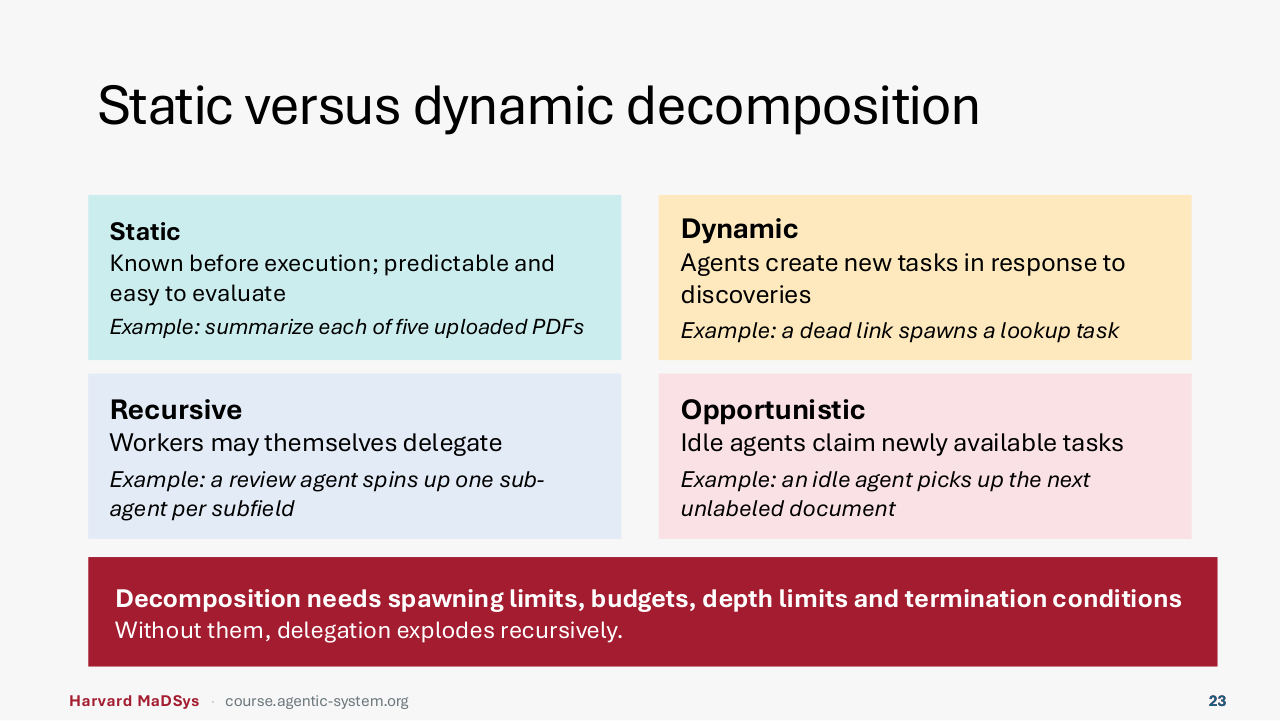 Static versus dynamic decomposition
Static
Known before execution; predictable and
easy to evaluate
Example: summarize each of five uploaded PDFs
Dynamic
Agents create new tasks in response to
discoveries
Example: a dead link spawns a lookup task
Recursive
Workers may themselves delegate
Example: a review agent spins up one sub-
agent per subfield
Opportunistic
Idle agents claim newly available tasks
Example: an idle agent picks up the next
unlabeled document
Decomposition needs spawning limits, budgets, depth limits and termination conditions
Without them, delegation explodes recursively.
Harvard MaDSys · course.agentic-system.org
23